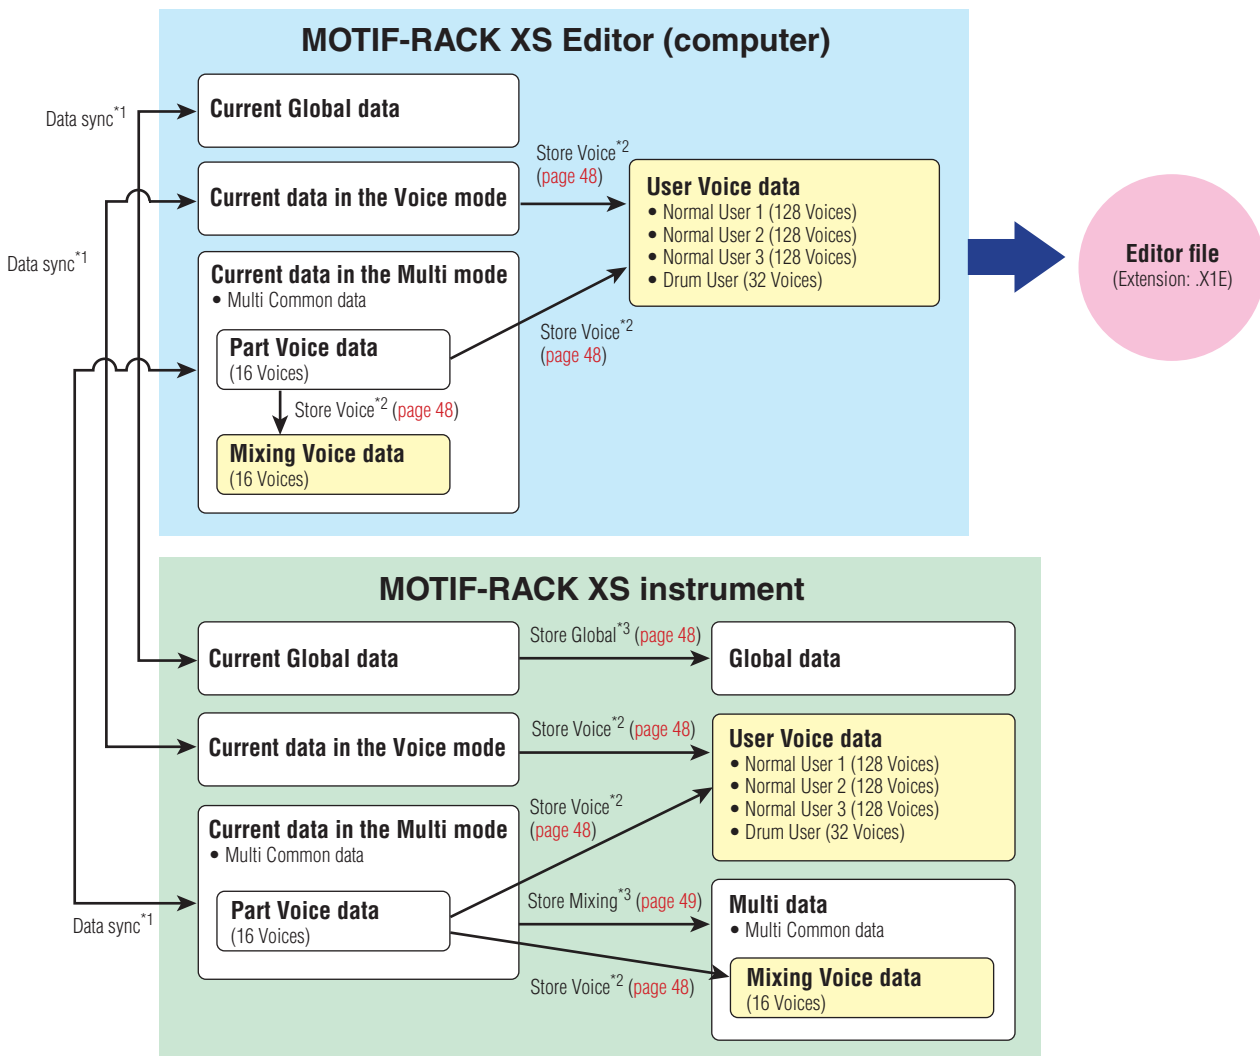 MOTIF-RACK XS Editor (computer)
Data sync*1
Current Global data
Current data in the Voice mode
Store Voice*2
(page 48)
User Voice data
• Normal User 1 (128 Voices)
• Normal User 2 (128 Voices)
• Normal User 3 (128 Voices)
• Drum User (32 Voices)
Editor file
(Extension: .X1E)
Data sync*1
Current data in the Multi mode
• Multi Common data
Part Voice data
(16 Voices)
Store Voice*2
(page 48)
Store Voice*2 (page 48)
Mixing Voice data
(16 Voices)
MOTIF-RACK XS instrument
Current Global data
Store Global*3 (page 48)
Global data
Current data in the Voice mode
Store Voice*2 (page 48)
User Voice data
• Normal User 1 (128 Voices)
• Normal User 2 (128 Voices)
• Normal User 3 (128 Voices)
• Drum User (32 Voices)
Store Voice*2
(page 48)
Current data in the Multi mode
• Multi Common data
Part Voice data
(16 Voices)
Data sync*1
Store Mixing*3 (page 49)
Multi data
• Multi Common data
Store Voice*2 (page 48)
Mixing Voice data
(16 Voices)